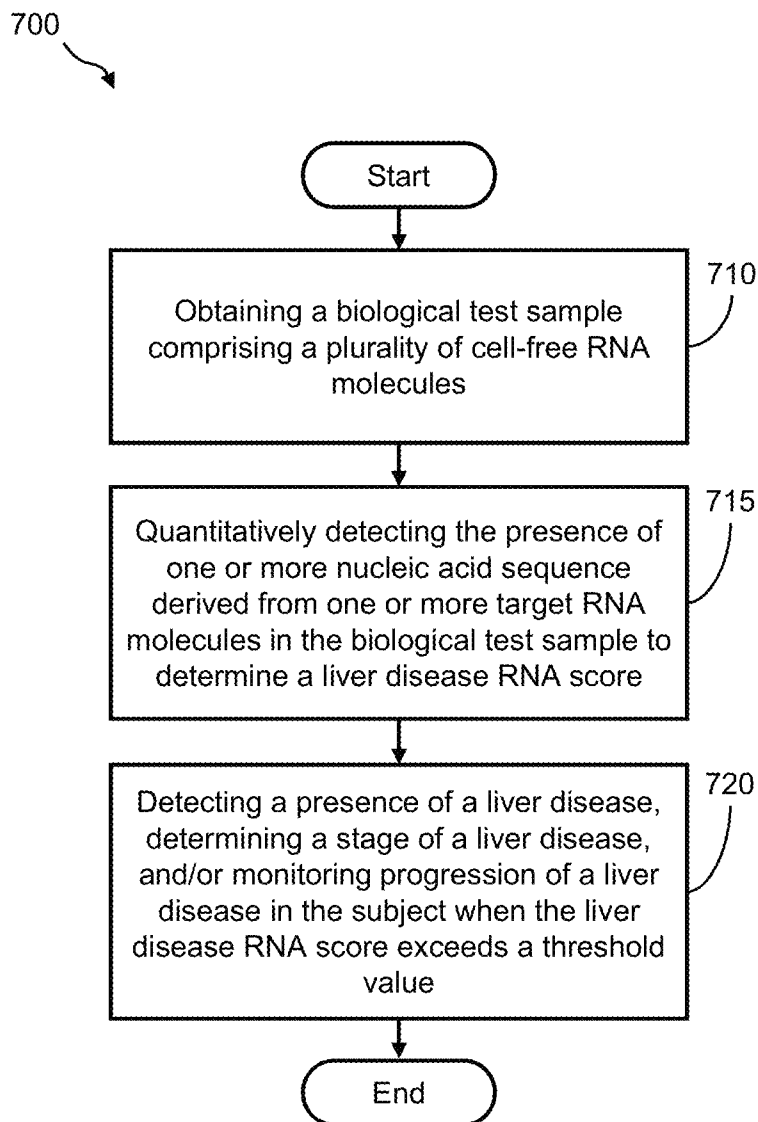 700
Start
710
Obtaining a biological test sample
comprising a plurality of cell-free RNA
molecules
715
Quantitatively detecting the presence of
one or more nucleic acid sequence
derived from one or more target RNA
molecules in the biological test sample to
determine a liver disease RNA score
720
Detecting a presence of a liver disease,
determining a stage of a liver disease,
and/or monitoring progression of a liver
disease in the subject when the liver
disease RNA score exceeds a threshold
value
End